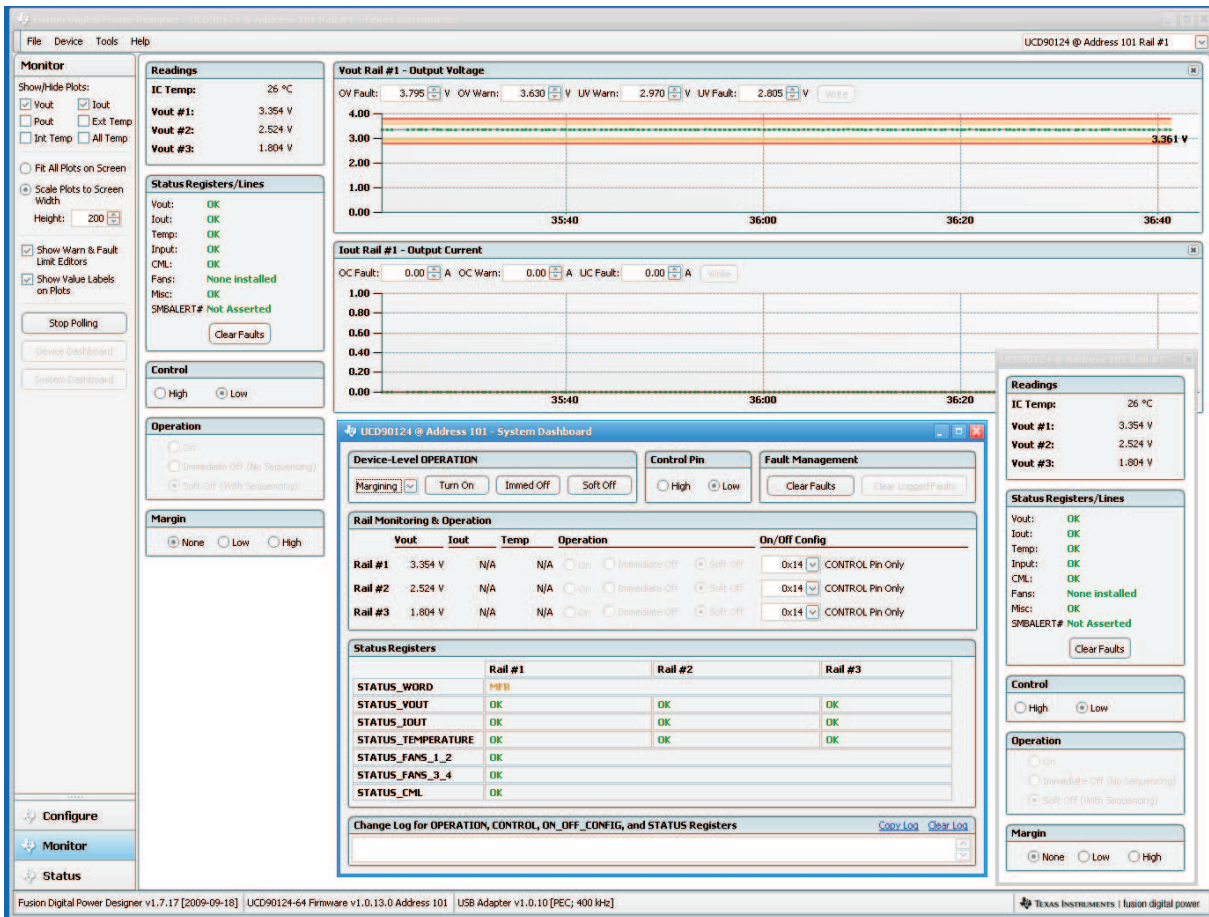 Fusion Digital Power Designer - UCD90124 @ Address 101 Rail #1 - Texas Instruments
File Device Tools Help
UCD90124 @ Address 101 Rail #1
Monitor
Show/Hide Plots:
Vout Iout
Pout Ext Temp
Int Temp All Temp
Fit All Plots on Screen
Scale Plots to Screen
Width
Height: 200
Show Warn & Fault
Limit Editors
Show Value Labels
on Plots
Stop Polling
Device Dashboard
System Dashboard
Configure
Monitor
Status
Readings
IC Temp: 26 °C
Vout #1: 3.354 V
Vout #2: 2.524 V
Vout #3: 1.804 V
Status Registers/Lines
Vout: OK
Iout: OK
Temp: OK
Input: OK
CML: OK
Fans: None installed
Misc: OK
SMBALERT# Not Asserted
Clear Faults
Control
High Low
Operation
On
Immediate Off (No Sequencing)
Soft Off (With Sequencing)
Margin
None Low High
Vout Rail #1 - Output Voltage
OV Fault: 3.795 V OV Warn: 3.630 V UV Warn: 2.970 V UV Fault: 2.805 V Write
4.00
3.00
3.361 V
2.00
1.00
0.00
35:40 36:00 36:20 36:40
Iout Rail #1 - Output Current
OC Fault: 0.00 A OC Warn: 0.00 A UC Fault: 0.00 A Write
1.00
0.80
0.60
0.40
0.20
0.00
35:40 36:00 36:20
UCD90124 @ Address 101 - System Dashboard
Device-Level OPERATION
Margining Turn On Immed Off Soft Off
Control Pin
High Low
Fault Management
Clear Faults Clear Logged Faults
Rail Monitoring & Operation
Vout Iout Temp Operation On/Off Config
Rail #1 3.354 V N/A N/A On Immediate Off Soft Off 0x14 CONTROL Pin Only
Rail #2 2.524 V N/A N/A On Immediate Off Soft Off 0x14 CONTROL Pin Only
Rail #3 1.804 V N/A N/A On Immediate Off Soft Off 0x14 CONTROL Pin Only
Status Registers
Rail #1 Rail #2 Rail #3
STATUS_WORD MFR
STATUS_VOUT OK OK OK
STATUS_IOUT OK OK OK
STATUS_TEMPERATURE OK OK OK
STATUS_FANS_1_2 OK
STATUS_FANS_3_4 OK
STATUS_CML OK
Change Log for OPERATION, CONTROL, ON_OFF_CONFIG, and STATUS Registers Copy Log Clear Log
UCD90124 @ Address 101 Rail #1
Readings
IC Temp: 26 °C
Vout #1: 3.354 V
Vout #2: 2.524 V
Vout #3: 1.804 V
Status Registers/Lines
Vout: OK
Iout: OK
Temp: OK
Input: OK
CML: OK
Fans: None installed
Misc: OK
SMBALERT# Not Asserted
Clear Faults
Control
High Low
Operation
On
Immediate Off (No Sequencing)
Soft Off (With Sequencing)
Margin
None Low High
Fusion Digital Power Designer v1.7.17 [2009-09-18] UCD90124-64 Firmware v1.0.13.0 Address 101 USB Adapter v1.0.10 [PEC; 400 kHz] TEXAS INSTRUMENTS | fusion digital power